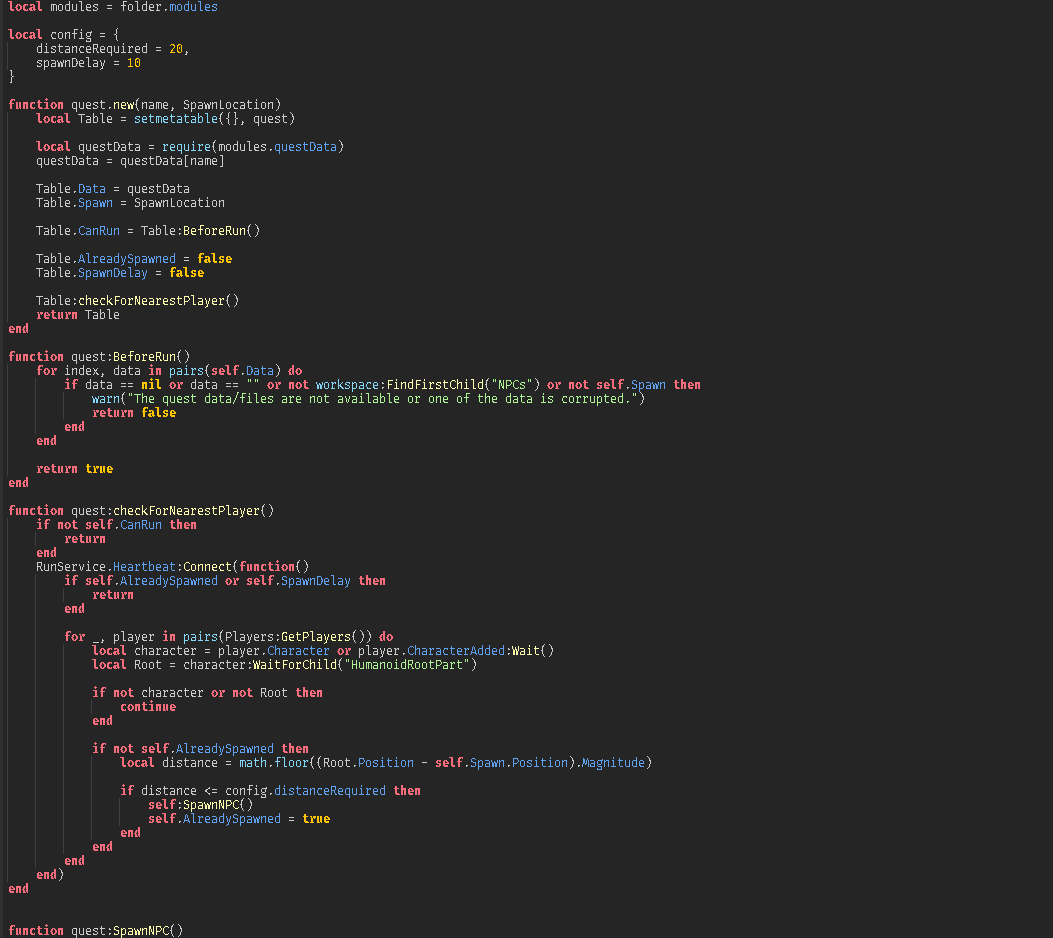 local modules = folder.modules
local config = {
distanceRequired = 20,
spawnDelay = 10
}
function quest.new(name, SpawnLocation)
local Table = setmetatable({}, quest)
local questData = require(modules.questData)
questData = questData[name]
Table.Data = questData
Table.Spawn = SpawnLocation
Table.CanRun = Table:BeforeRun()
Table.AlreadySpawned = false
Table.SpawnDelay = false
Table:checkForNearestPlayer()
return Table
end
function quest:BeforeRun()
for index, data in pairs(self.Data) do
if data == nil or data == "" or not workspace:FindFirstChild("NPCs") or not self.Spawn then
warn("The quest data/files are not available or one of the data is corrupted.")
return false
end
end
return true
end
function quest:checkForNearestPlayer()
if not self.CanRun then
return
end
RunService.Heartbeat:Connect(function()
if self.AlreadySpawned or self.SpawnDelay then
return
end
for _, player in pairs(Players:GetPlayers()) do
local character = player.Character or player.CharacterAdded:Wait()
local Root = character:WaitForChild("HumanoidRootPart")
if not character or not Root then
continue
end
if not self.AlreadySpawned then
local distance = math.floor((Root.Position - self.Spawn.Position).Magnitude)
if distance <= config.distanceRequired then
self:SpawnNPC()
self.AlreadySpawned = true
end
end
end
end)
end
function quest:SpawnNPC()